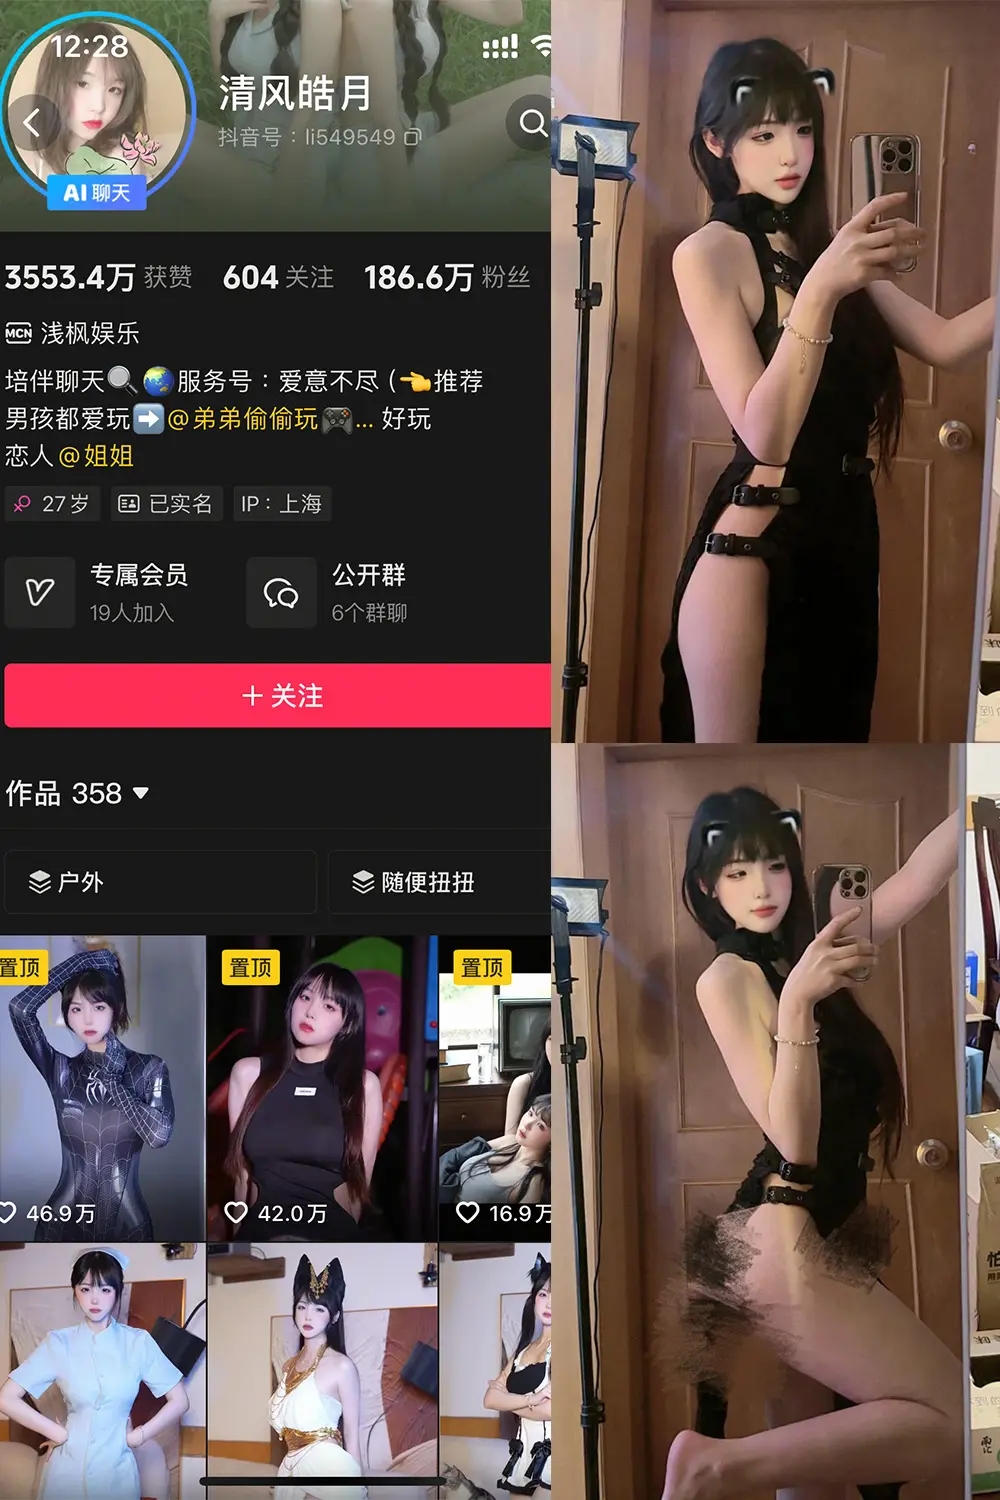 12:28
清风皓月
抖音号：li549549
AI 聊天
3553.4万 获赞 604 关注 186.6万 粉丝
MCN 浅枫娱乐
培伴聊天🔍🌏服务号：爱意不尽 (👈推荐
男孩都爱玩➡️@弟弟偷偷玩🎮... 好玩
恋人@姐姐
27岁 已实名 IP：上海
专属会员 公开群
19人加入 6个群聊
+ 关注
作品 358
户外 随便扭扭
置顶 置顶 置顶
46.9万 42.0万 16.9万